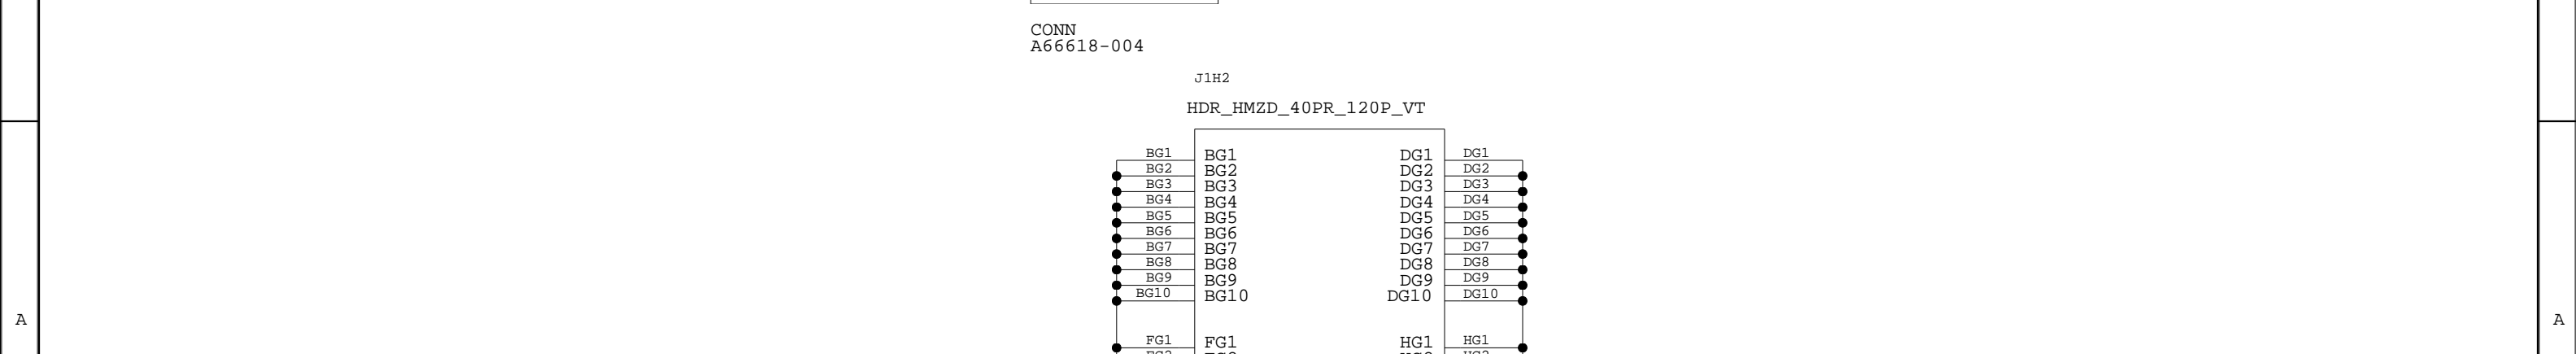 CONN
A66618-004
J1H2
HDR_HMZD_40PR_120P_VT
BG1 BG1 DG1 DG1
BG2 BG2 DG2 DG2
BG3 BG3 DG3 DG3
BG4 BG4 DG4 DG4
BG5 BG5 DG5 DG5
BG6 BG6 DG6 DG6
BG7 BG7 DG7 DG7
BG8 BG8 DG8 DG8
BG9 BG9 DG9 DG9
BG10 BG10 DG10 DG10
A A
FG1 FG1 HG1 HG1